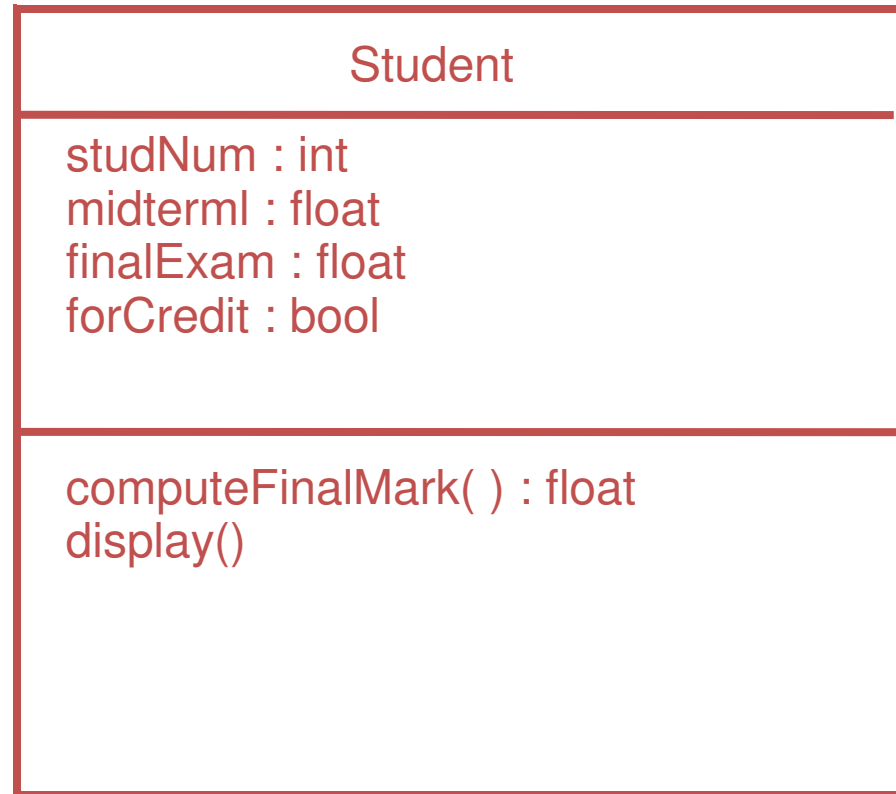 Student
studNum : int
midterml : float
finalExam : float
forCredit : bool
computeFinalMark( ) : float
display()